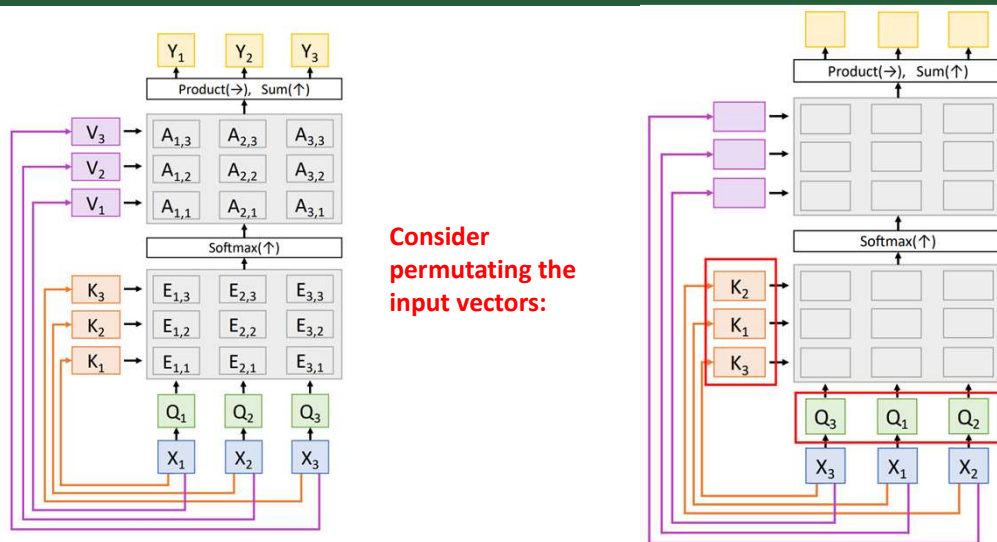 Y1 Y2 Y3
Product(→), Sum(↑)
V3 A1,3 A2,3 A3,3
V2 A1,2 A2,2 A3,2
V1 A1,1 A2,1 A3,1
Softmax(↑)
K3 E1,3 E2,3 E3,3
K2 E1,2 E2,2 E3,2
K1 E1,1 E2,1 E3,1
Q1 Q2 Q3
X1 X2 X3
Consider
permutating the
input vectors:
Product(→), Sum(↑)
Softmax(↑)
K2
K1
K3
Q3 Q1 Q2
X3 X1 X2